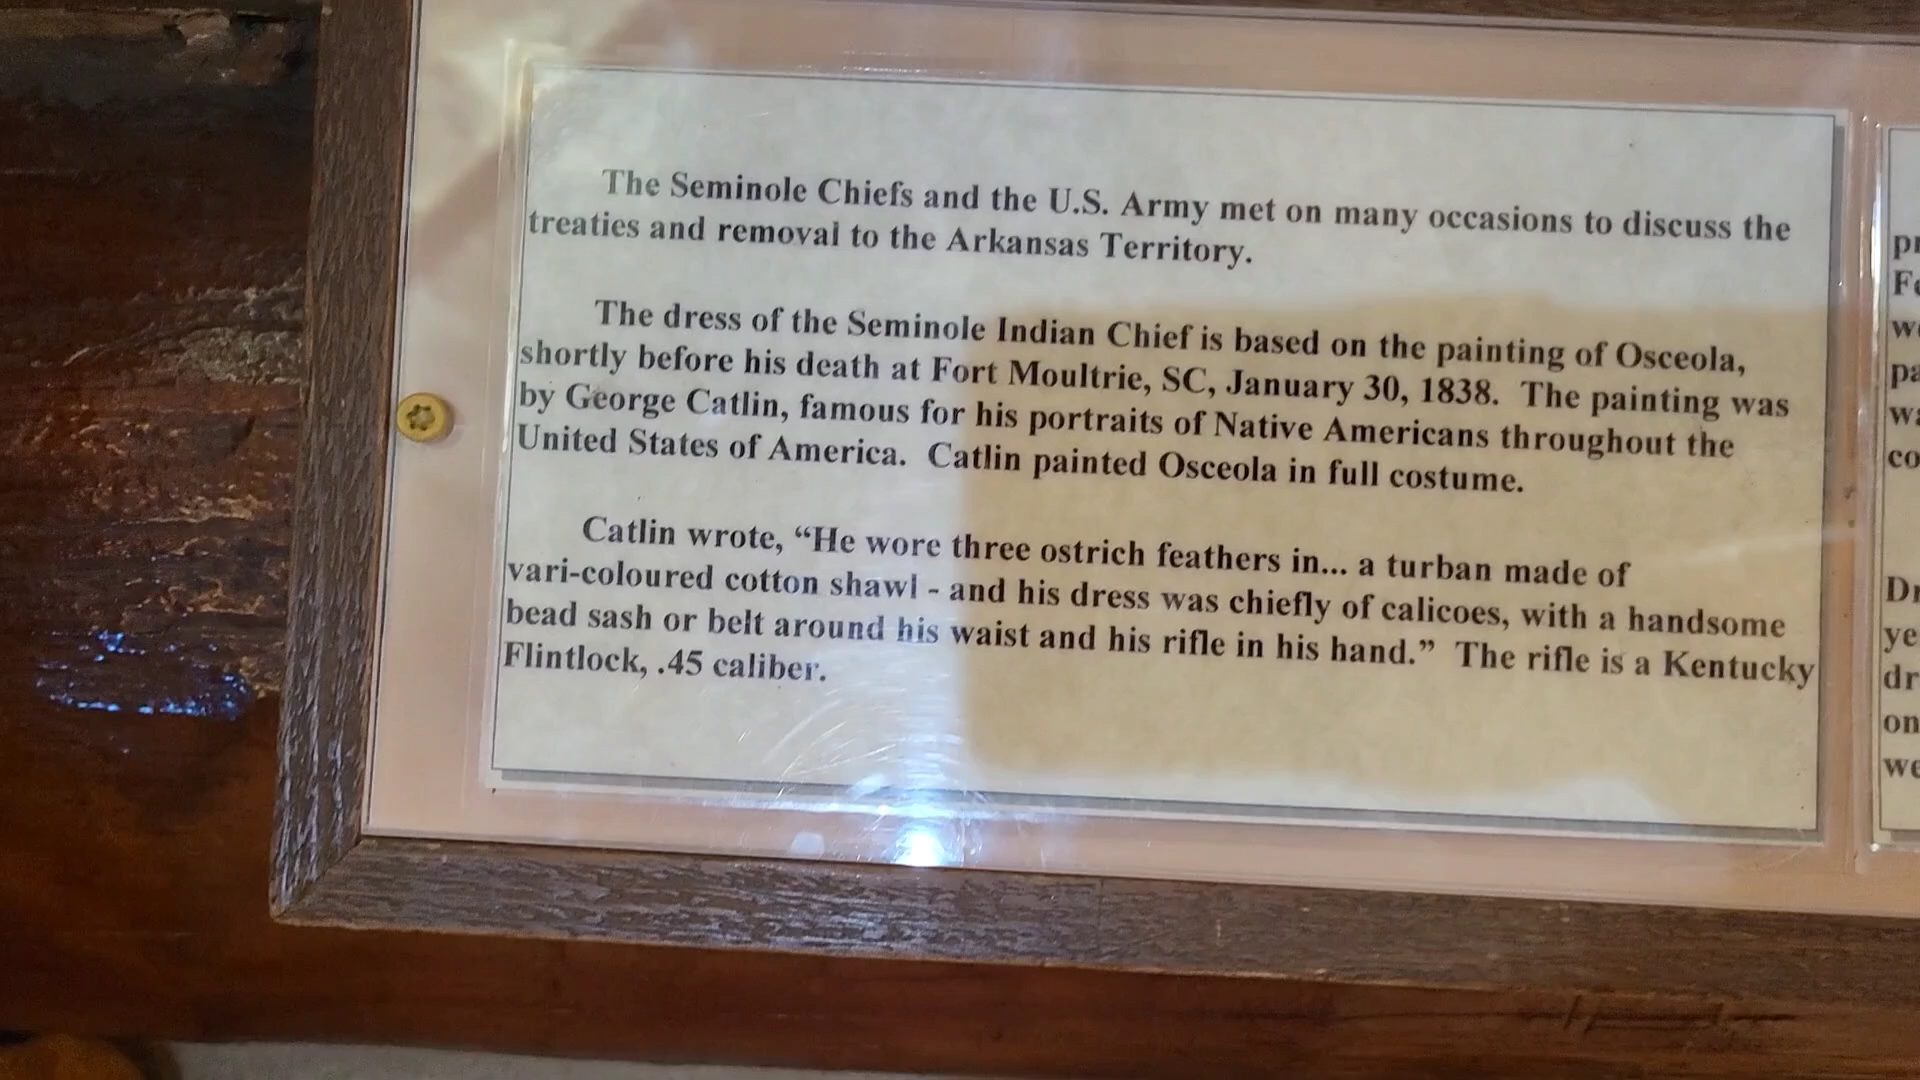 The Seminole Chiefs and the U.S. Army met on many occasions to discuss the
treaties and removal to the Arkansas Territory.
The dress of the Seminole Indian Chief is based on the painting of Osceola,
shortly before his death at Fort Moultrie, SC, January 30, 1838. The painting was
by George Catlin, famous for his portraits of Native Americans throughout the
United States of America. Catlin painted Osceola in full costume.
Catlin wrote, “He wore three ostrich feathers in... a turban made of
vari-coloured cotton shawl - and his dress was chiefly of calicoes, with a handsome
bead sash or belt around his waist and his rifle in his hand.” The rifle is a Kentucky
Flintlock, .45 caliber.